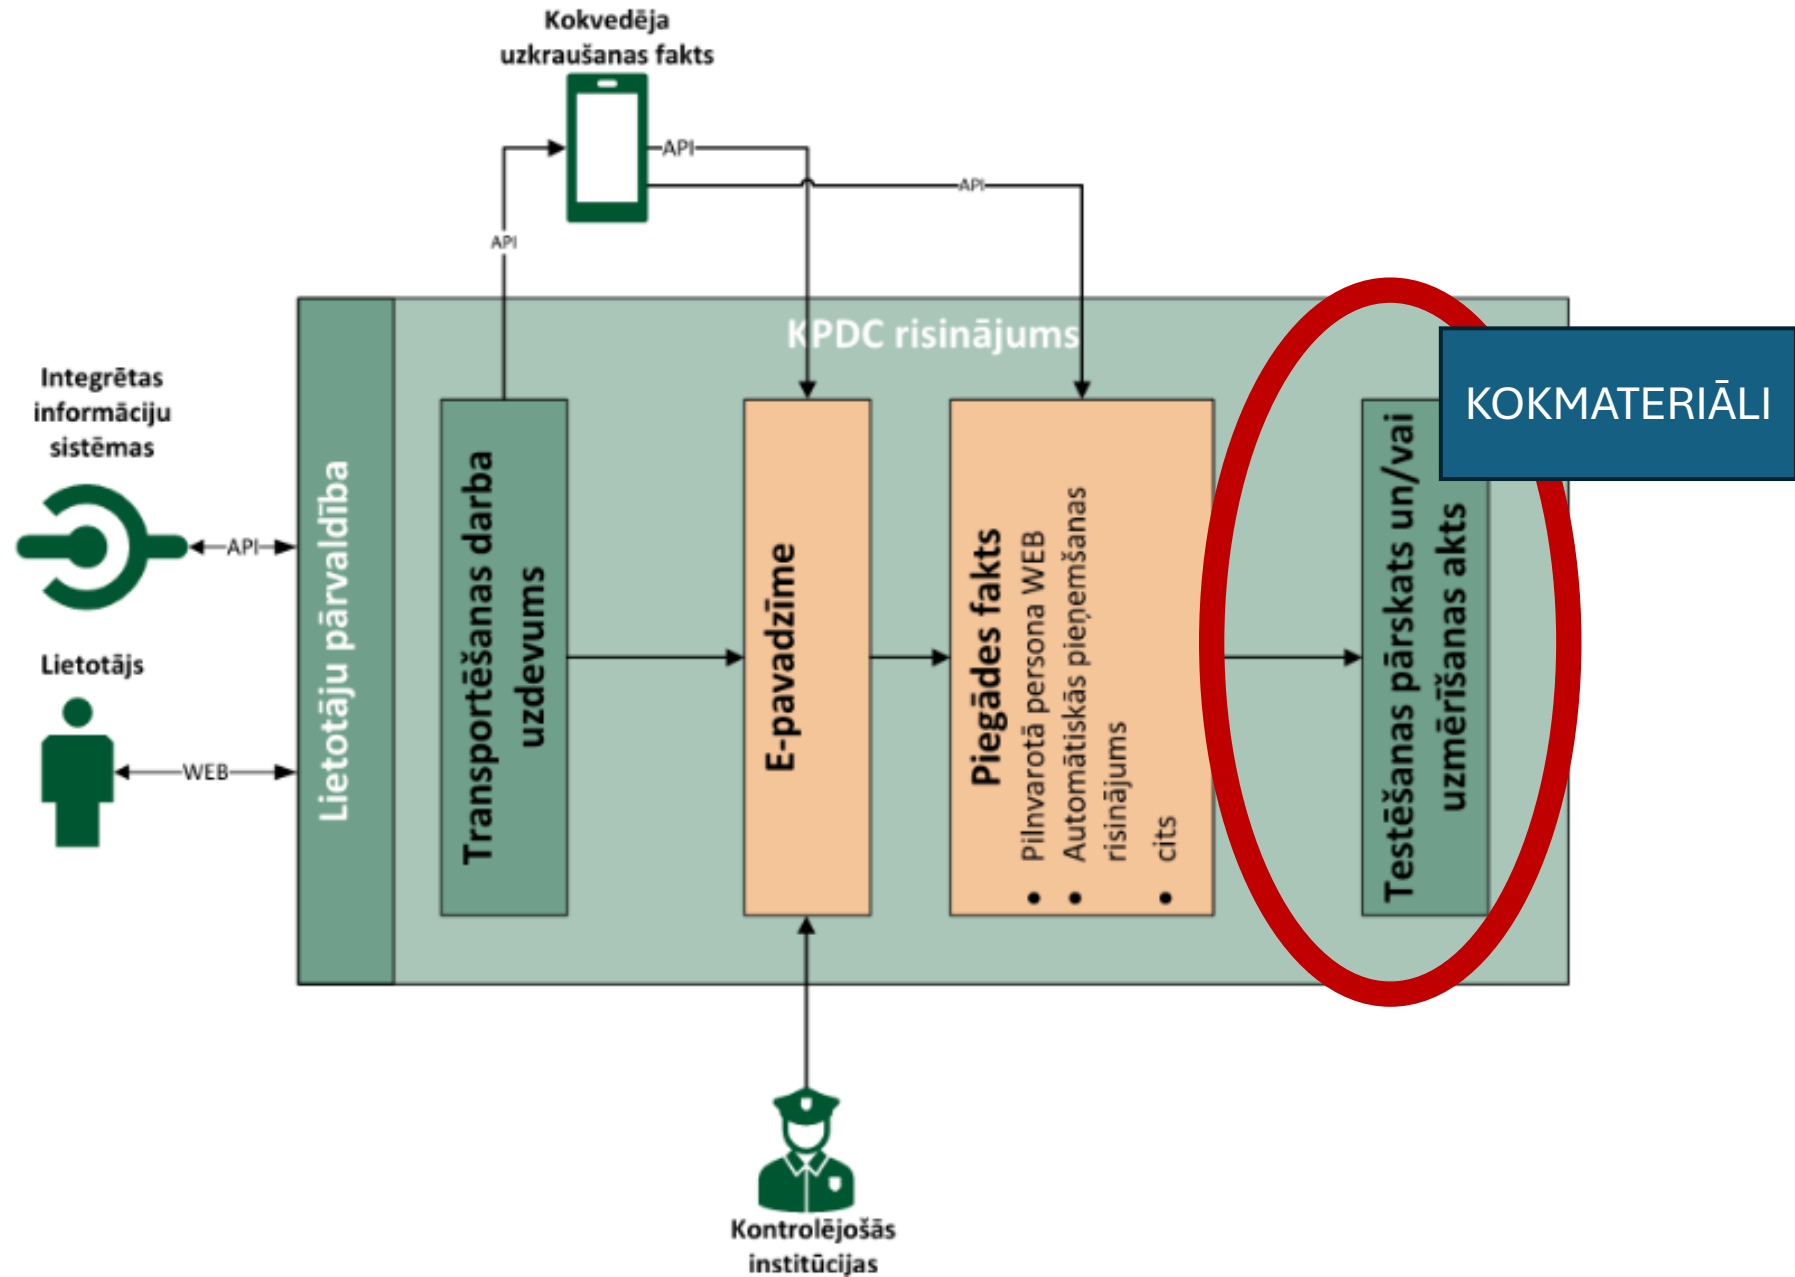 Kokvedēja
uzkraušanas fakts
API
API
API
KPDC risinājums
KOKMATERIĀLI
Integrētas
informāciju
sistēmas
API
Lietotājs
WEB
Lietotāju pārvaldība
Transportēšanas darba
uzdevums
E-pavadzīme
Piegādes fakts
• Pilnvarotā persona WEB
• Automātiskās pieņemšanas
risinājums
• cits
Testēšanas pārskats un/vai
uzmērīšanas akts
Kontrolējošās
institūcijas